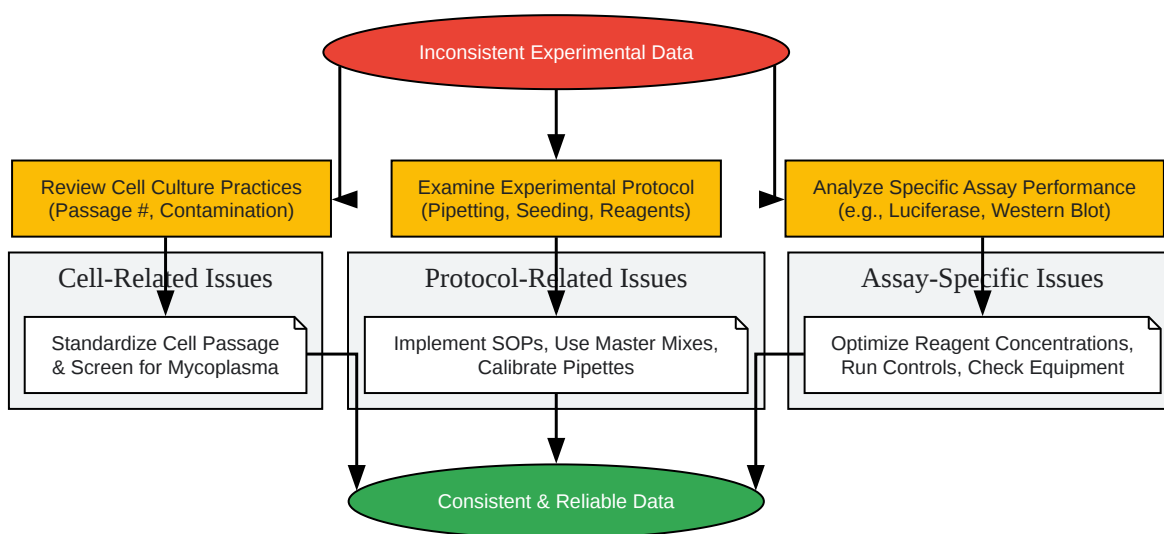 Inconsistent Experimental Data
Review Cell Culture Practices
(Passage #, Contamination)
Examine Experimental Protocol
(Pipetting, Seeding, Reagents)
Analyze Specific Assay Performance
(e.g., Luciferase, Western Blot)
Cell-Related Issues
Protocol-Related Issues
Assay-Specific Issues
Standardize Cell Passage
& Screen for Mycoplasma
Implement SOPs, Use Master Mixes,
Calibrate Pipettes
Optimize Reagent Concentrations,
Run Controls, Check Equipment
Consistent & Reliable Data